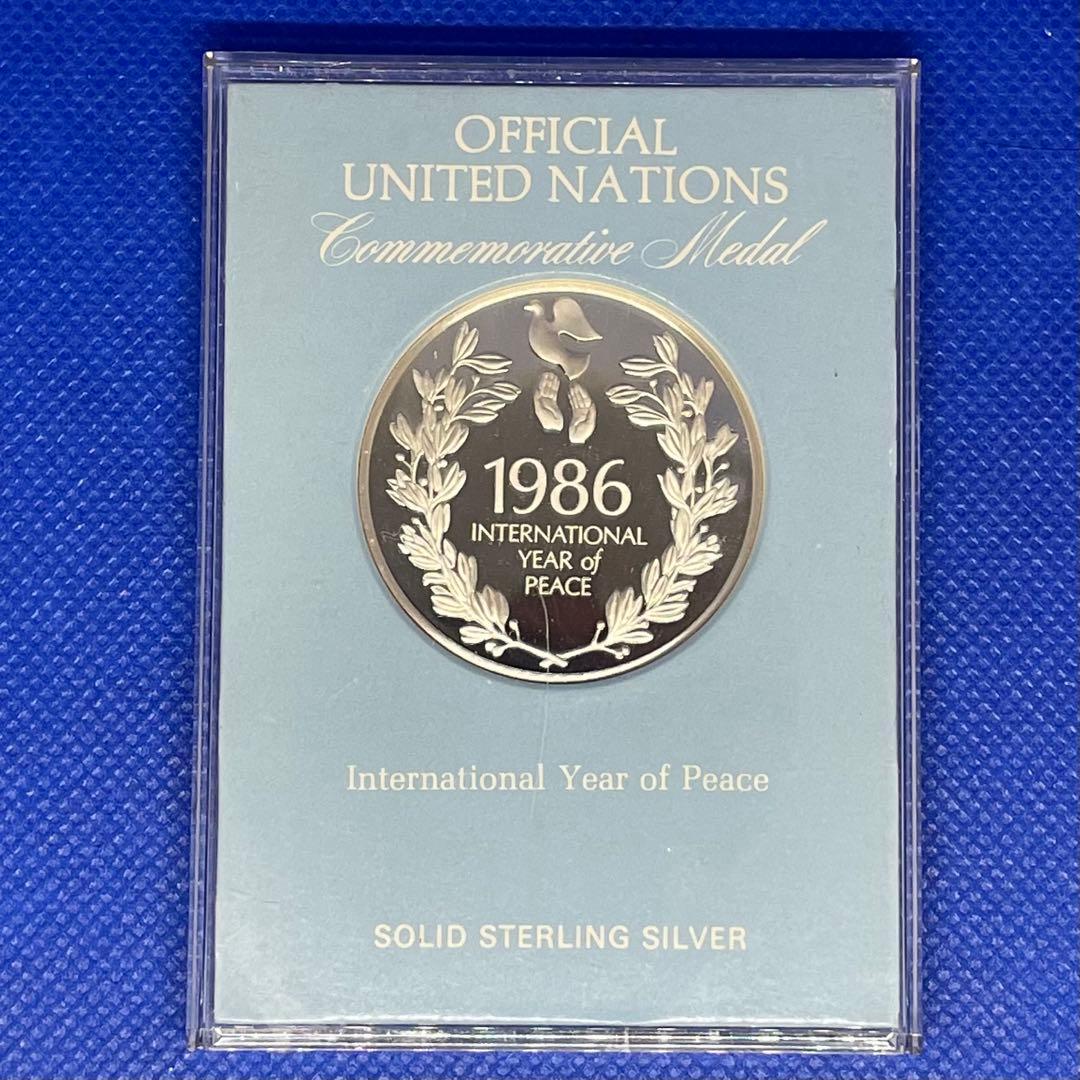 OFFICIAL
UNITED NATIONS
Commemorative Medal
1986
INTERNATIONAL
YEAR of
PEACE
International Year of Peace
SOLID STERLING SILVER